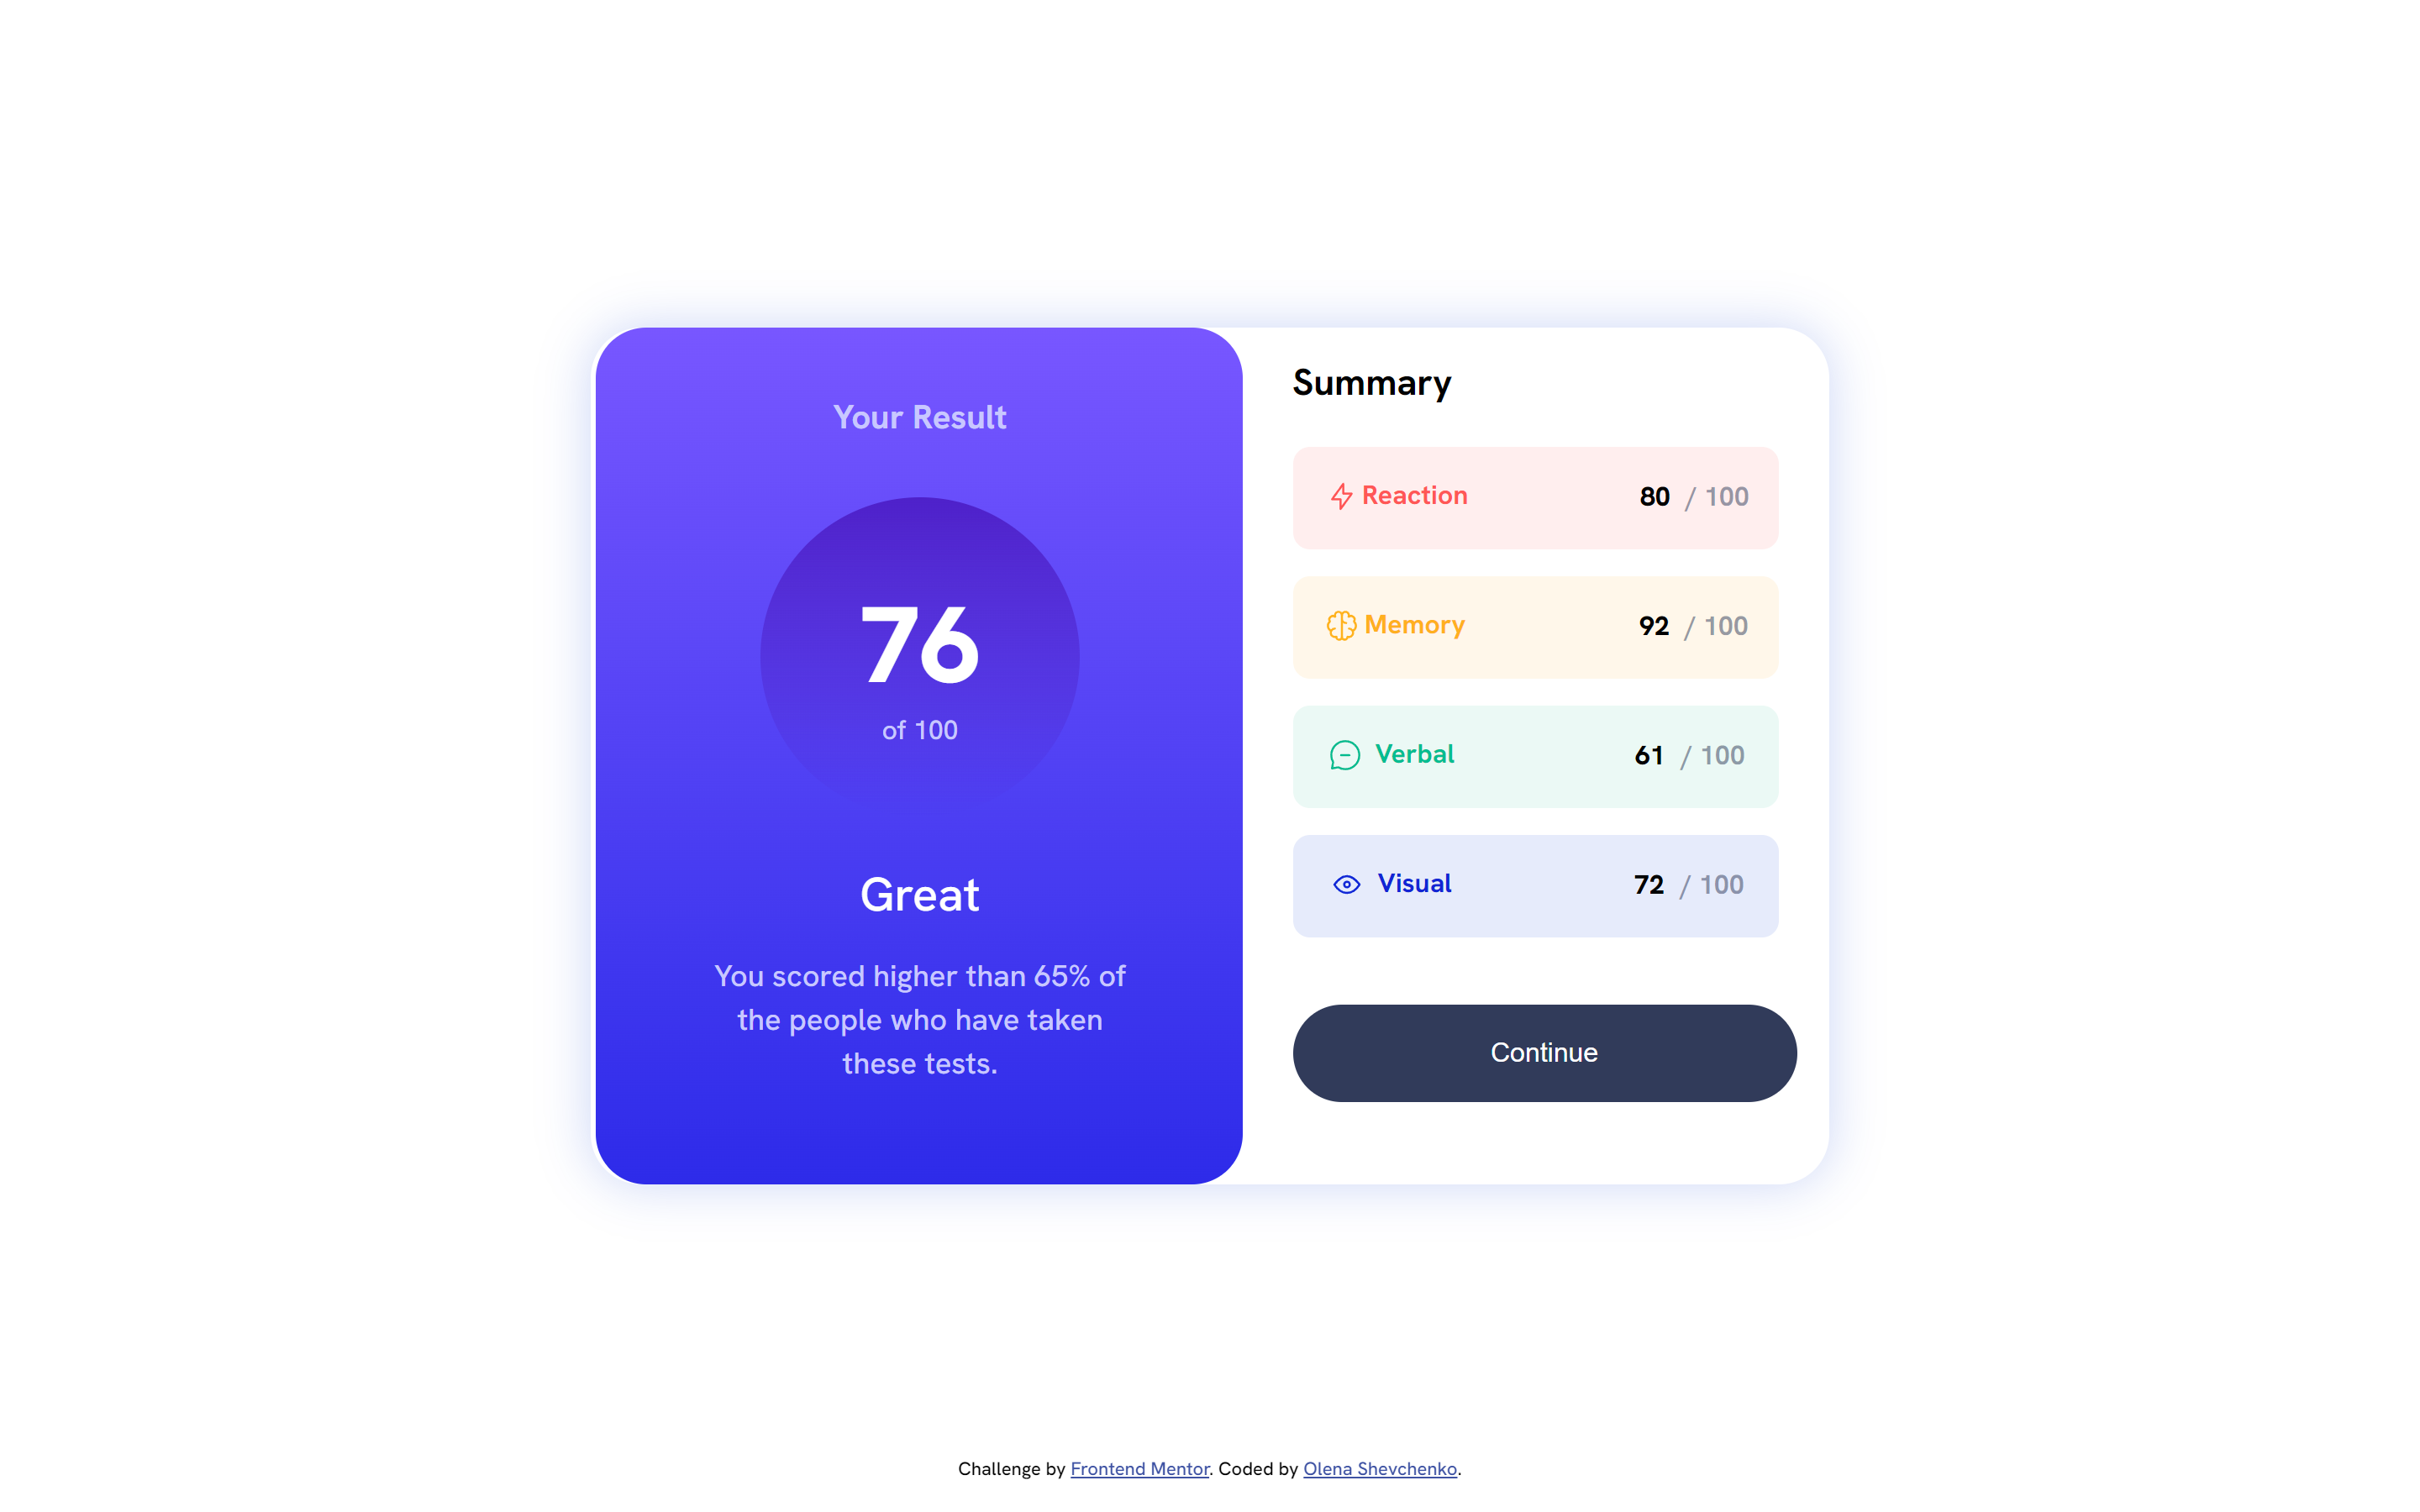 Your Result
76
of 100
Great
You scored higher than 65% of
the people who have taken
these tests.
Summary
Reaction 80 / 100
Memory 92 / 100
Verbal 61 / 100
Visual 72 / 100
Continue
Challenge by Frontend Mentor. Coded by Olena Shevchenko.